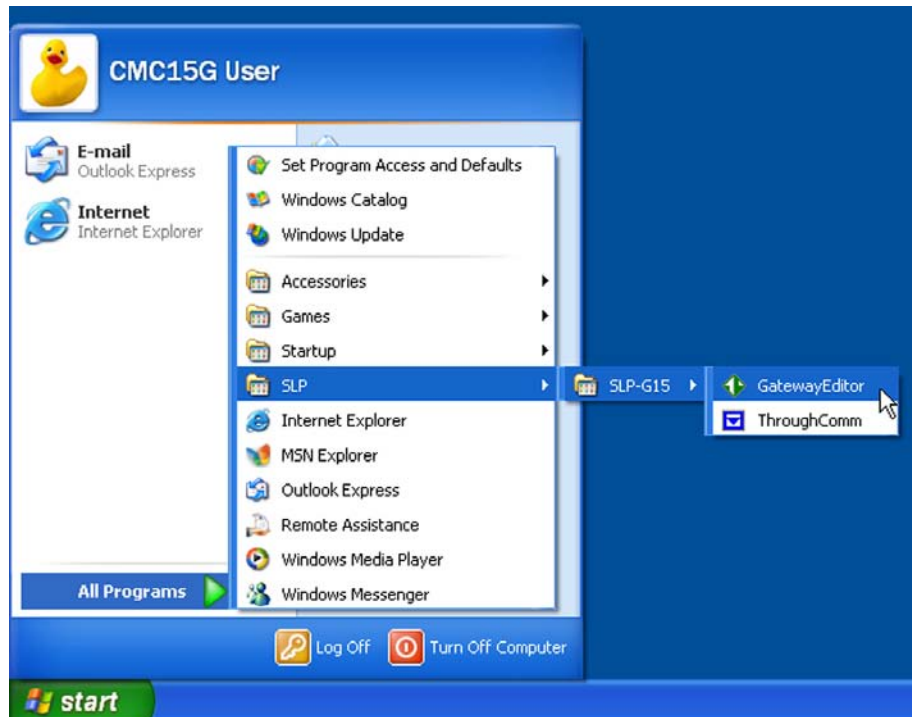 CMC15G User
E-mail
Outlook Express
Internet
Internet Explorer
Set Program Access and Defaults
Windows Catalog
Windows Update
Accessories
Games
Startup
SLP
SLP-G15
GatewayEditor
ThroughComm
Internet Explorer
MSN Explorer
Outlook Express
Remote Assistance
Windows Media Player
Windows Messenger
All Programs
Log Off
Turn Off Computer
start